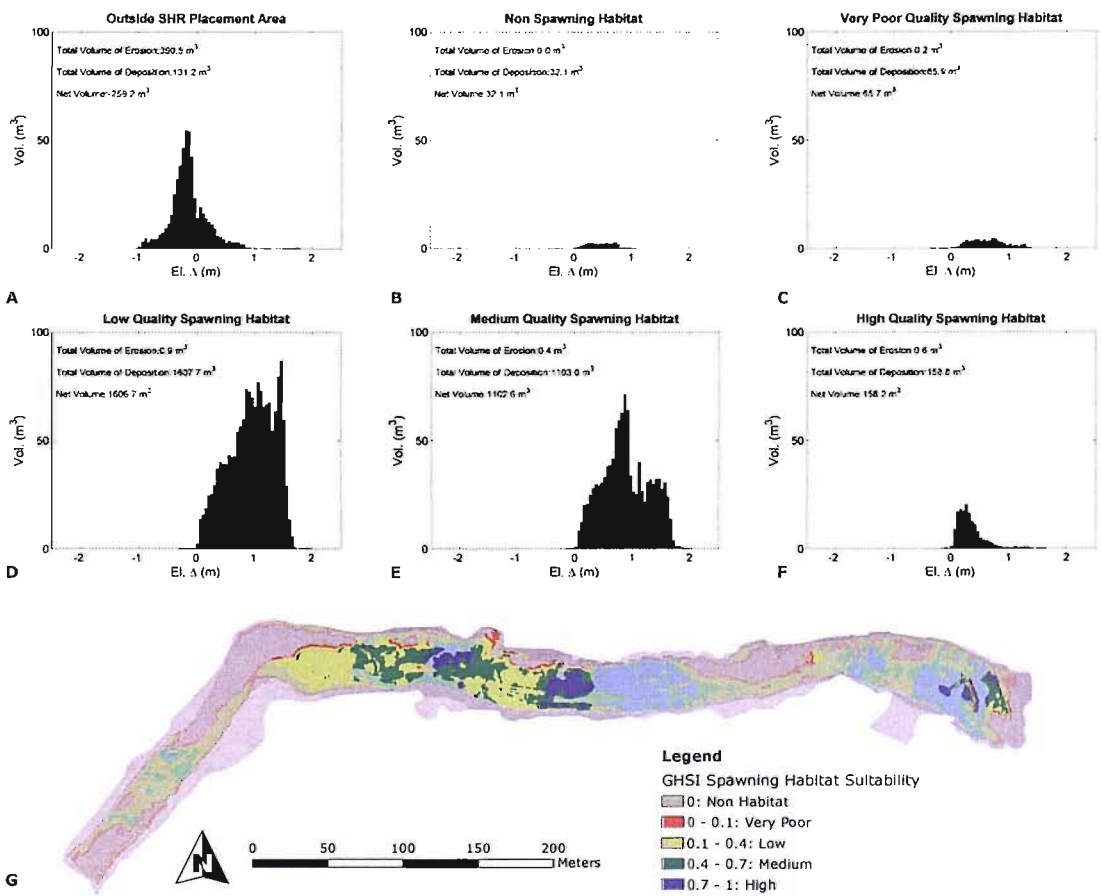 Outside SHR Placement Area
100
Total Volume of Erosion:390.5 m³
Total Volume of Deposition:131.2 m³
Net Volume:-259.2 m³
50
Vol. (m³)
0
-2 -1 0 1 2
El. Δ (m)
A
Non Spawning Habitat
100
Total Volume of Erosion:0.0 m³
Total Volume of Deposition:32.1 m³
Net Volume:32.1 m³
50
Vol. (m³)
0
-2 -1 0 1 2
El. Δ (m)
B
Very Poor Quality Spawning Habitat
100
Total Volume of Erosion:0.2 m³
Total Volume of Deposition:65.9 m³
Net Volume:65.7 m³
50
Vol. (m³)
0
-2 -1 0 1 2
El. Δ (m)
C
Low Quality Spawning Habitat
100
Total Volume of Erosion:0.9 m³
Total Volume of Deposition:1607.7 m³
Net Volume:1606.7 m³
50
Vol. (m³)
0
-2 -1 0 1 2
El. Δ (m)
D
Medium Quality Spawning Habitat
100
Total Volume of Erosion:0.4 m³
Total Volume of Deposition:1103.0 m³
Net Volume:1102.6 m³
50
Vol. (m³)
0
-2 -1 0 1 2
El. Δ (m)
E
High Quality Spawning Habitat
100
Total Volume of Erosion:0.6 m³
Total Volume of Deposition:158.8 m³
Net Volume:158.2 m³
50
Vol. (m³)
0
-2 -1 0 1 2
El. Δ (m)
F
Legend
GHSI Spawning Habitat Suitability
0: Non Habitat
0 - 0.1: Very Poor
0.1 - 0.4: Low
0.4 - 0.7: Medium
0.7 - 1: High
N
0 50 100 150 200
Meters
G